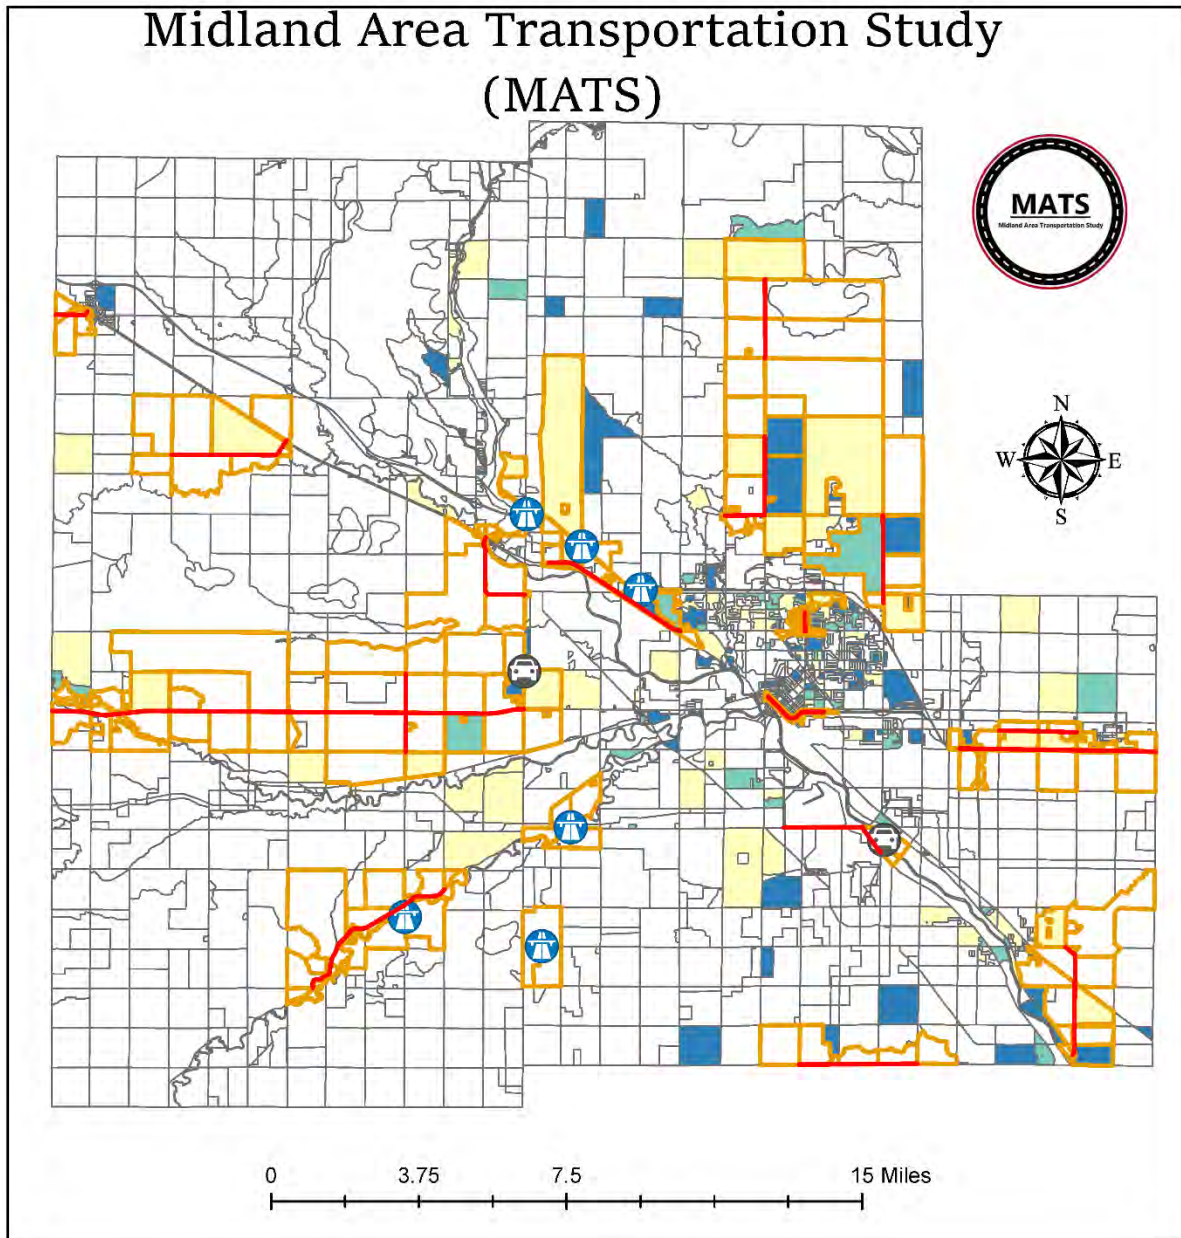 Midland Area Transportation Study
(MATS)
MATS
Midland Area Transportation Study
N
W E
S
0 3.75 7.5 15 Miles